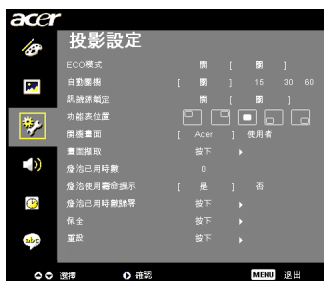 acer
投影設定
ECO模式 開 [ 關 ]
自動關機 [ 關 ] 15 30 60
訊號源鎖定 開 [ 關 ]
功能表位置
開機畫面 [ Acer ] 使用者
畫面擷取 按下
燈泡已用時數 0
燈泡使用壽命提示 [ 是 ] 否
燈泡已用時數歸零 按下
保全 按下
重設 按下
abc
選擇 確認 MENU 退出